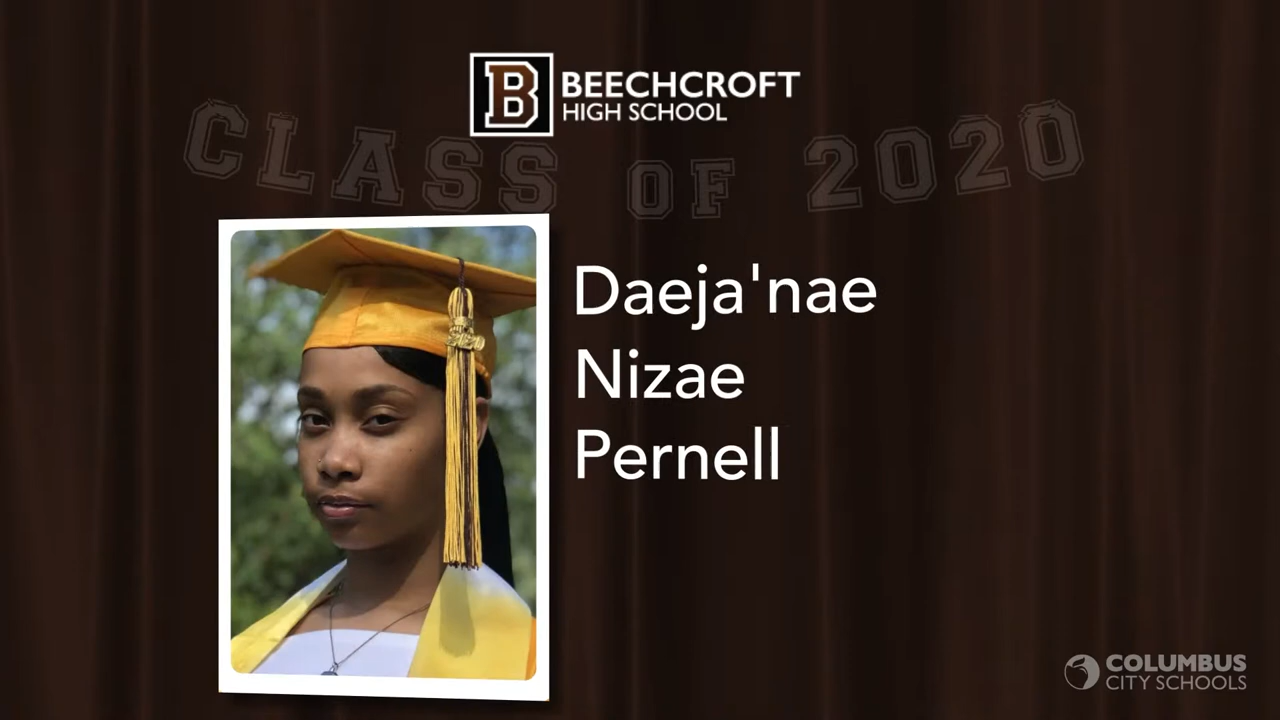 B
BEECHCROFT
HIGH SCHOOL
CLASS OF 2020
Daeja'nae
Nizae
Pernell
COLUMBUS
CITY SCHOOLS